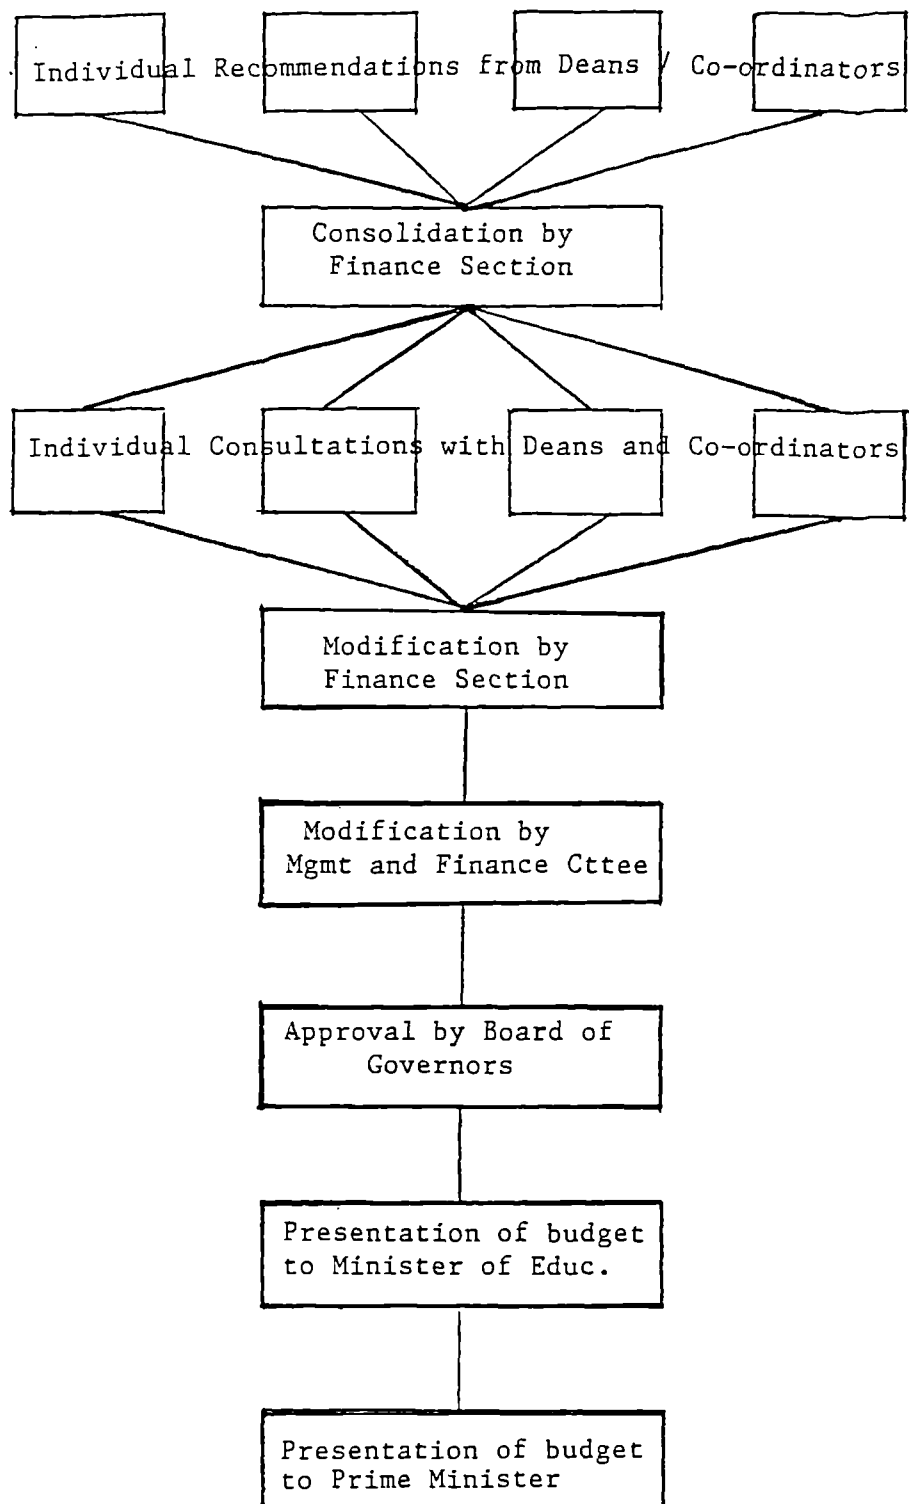 Individual Recommendations from Deans / Co-ordinators
Consolidation by
Finance Section
Individual Consultations with Deans and Co-ordinators
Modification by
Finance Section
Modification by
Mgmt and Finance Cttee
Approval by Board of
Governors
Presentation of budget
to Minister of Educ.
Presentation of budget
to Prime Minister